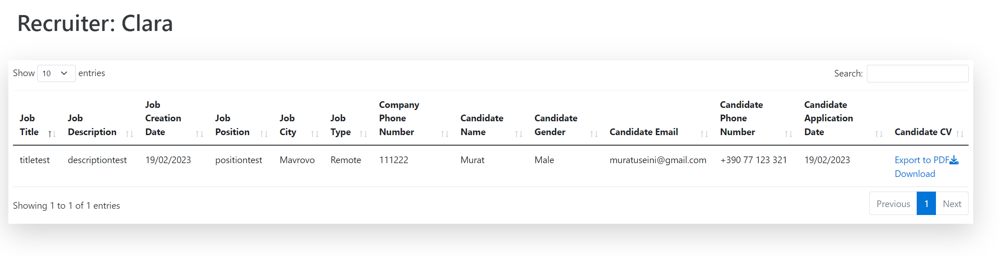 Recruiter: Clara
Show 10 entries Search:
Job Title Job Description Job Creation Date Job Position Job City Job Type Company Phone Number Candidate Name Candidate Gender Candidate Email Candidate Phone Number Candidate Application Date Candidate CV
titletest descriptiontest 19/02/2023 positiontest Mavrovo Remote 111222 Murat Male muratuseini@gmail.com +390 77 123 321 19/02/2023 Export to PDF
Download
Showing 1 to 1 of 1 entries Previous 1 Next